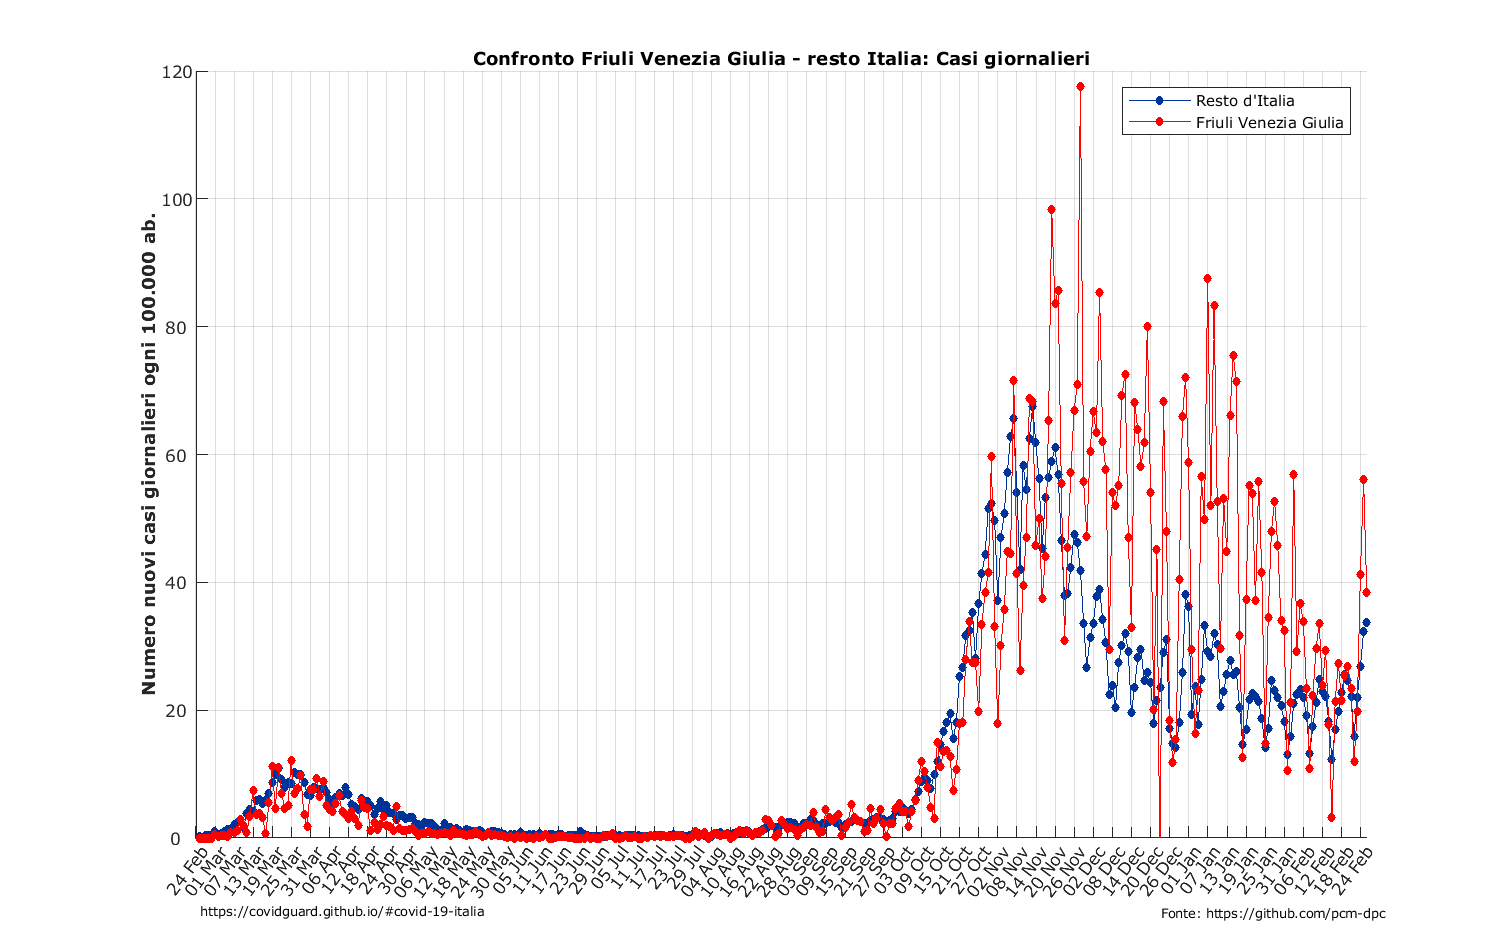 Confronto Friuli Venezia Giulia - resto Italia: Casi giornalieri
Numero nuovi casi giornalieri ogni 100.000 ab.
120
100
80
60
40
20
0
Resto d'Italia
Friuli Venezia Giulia
24 Feb
01 Mar
07 Mar
13 Mar
19 Mar
25 Mar
31 Mar
06 Apr
12 Apr
18 Apr
24 Apr
30 Apr
06 May
12 May
18 May
24 May
30 May
05 Jun
11 Jun
17 Jun
23 Jun
29 Jun
05 Jul
11 Jul
17 Jul
23 Jul
29 Jul
04 Aug
10 Aug
16 Aug
22 Aug
28 Aug
03 Sep
09 Sep
15 Sep
21 Sep
27 Sep
03 Oct
09 Oct
15 Oct
21 Oct
27 Oct
02 Nov
08 Nov
14 Nov
20 Nov
26 Nov
02 Dec
08 Dec
14 Dec
20 Dec
26 Dec
01 Jan
07 Jan
13 Jan
19 Jan
25 Jan
31 Jan
06 Feb
12 Feb
18 Feb
24 Feb
https://covidguard.github.io/#covid-19-italia
Fonte: https://github.com/pcm-dpc